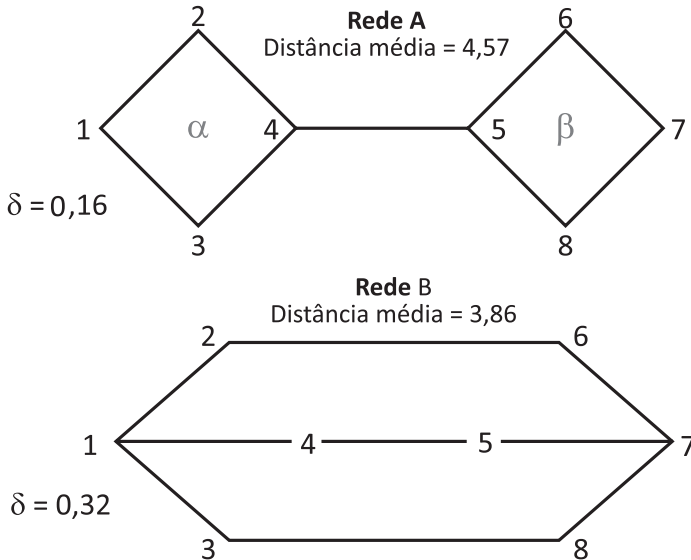 Rede A
Distância média = 4,57
2
6
1
α
4
5
β
7
δ = 0,16
3
8
Rede B
Distância média = 3,86
2
6
1
4
5
7
δ = 0,32
3
8